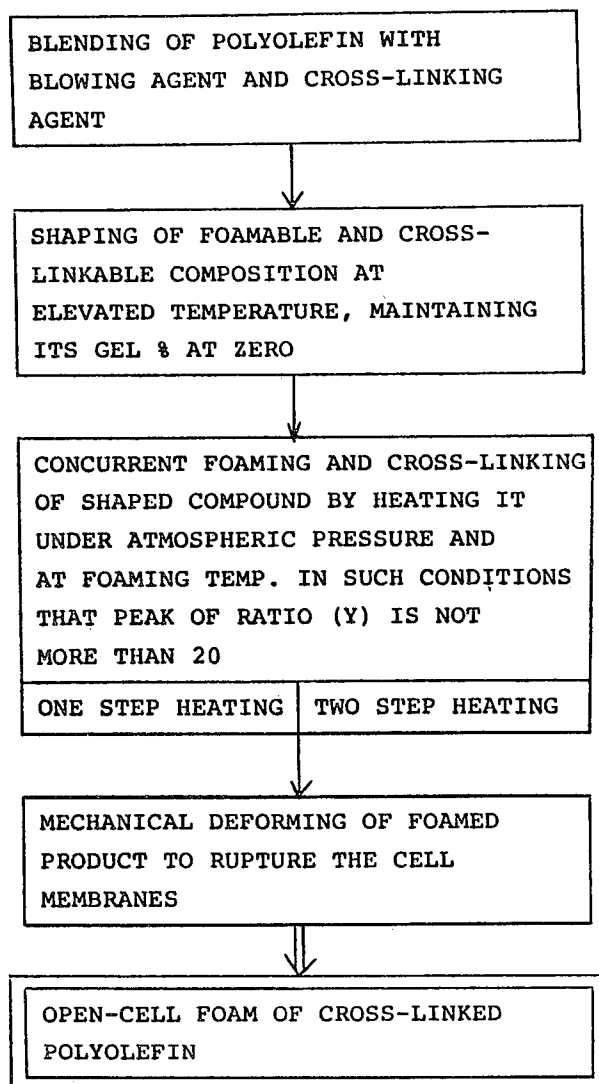 BLENDING OF POLYOLEFIN WITH
BLOWING AGENT AND CROSS-LINKING
AGENT
SHAPING OF FOAMABLE AND CROSS-
LINKABLE COMPOSITION AT
ELEVATED TEMPERATURE, MAINTAINING
ITS GEL % AT ZERO
CONCURRENT FOAMING AND CROSS-LINKING
OF SHAPED COMPOUND BY HEATING IT
UNDER ATMOSPHERIC PRESSURE AND
AT FOAMING TEMP. IN SUCH CONDITIONS
THAT PEAK OF RATIO (Y) IS NOT
MORE THAN 20
ONE STEP HEATING
TWO STEP HEATING
MECHANICAL DEFORMING OF FOAMED
PRODUCT TO RUPTURE THE CELL
MEMBRANES
OPEN-CELL FOAM OF CROSS-LINKED
POLYOLEFIN